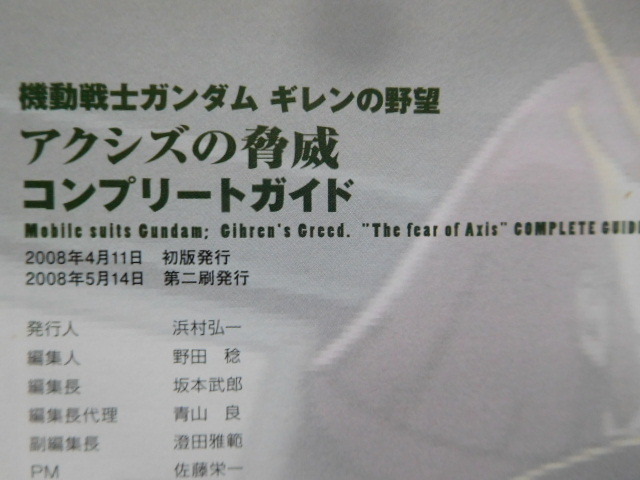 機動戦士ガンダム ギレンの野望
アクシズの脅威
コンプリートガイド
Mobile suits Gundam; Gihren's Greed. "The fear of Axis" COMPLETE GUIDE
2008年4月11日　初版発行
2008年5月14日　第二刷発行
発行人　浜村弘一
編集人　野田　稔
編集長　坂本武郎
編集長代理　青山　良
副編集長　澄田雅範
PM　佐藤栄一